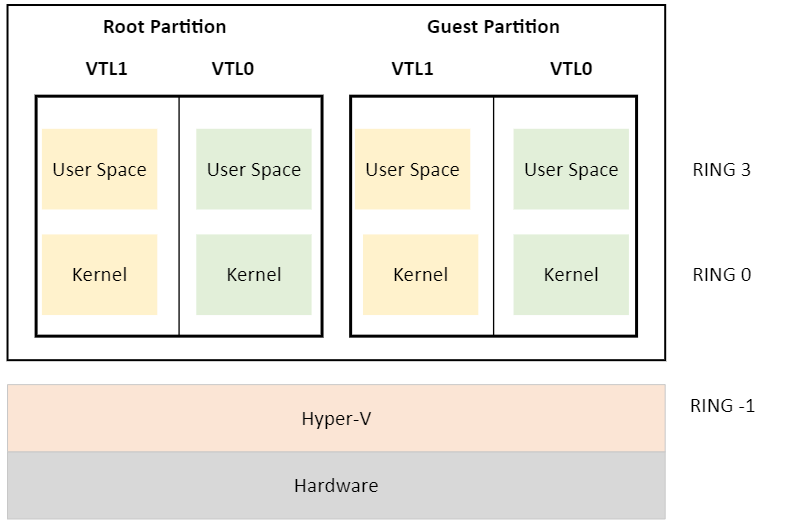 Root Partition Guest Partition
VTL1 VTL0 VTL1 VTL0
User Space User Space User Space User Space RING 3
Kernel Kernel Kernel Kernel RING 0
RING -1
Hyper-V
Hardware